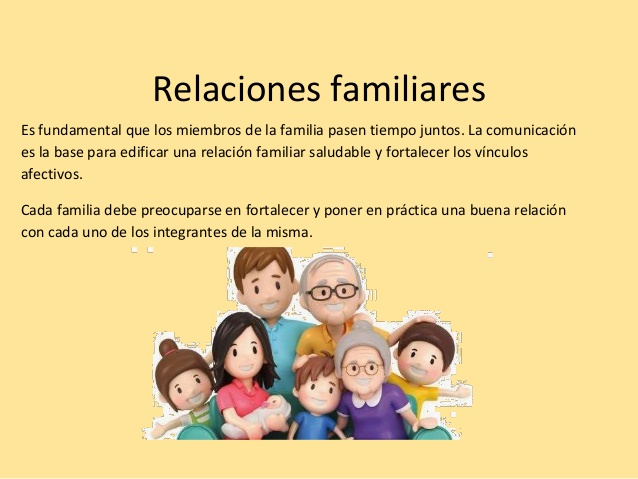 Relaciones familiares
Es fundamental que los miembros de la familia pasen tiempo juntos. La comunicación
es la base para edificar una relación familiar saludable y fortalecer los vínculos
afectivos.
Cada familia debe preocuparse en fortalecer y poner en práctica una buena relación
con cada uno de los integrantes de la misma.